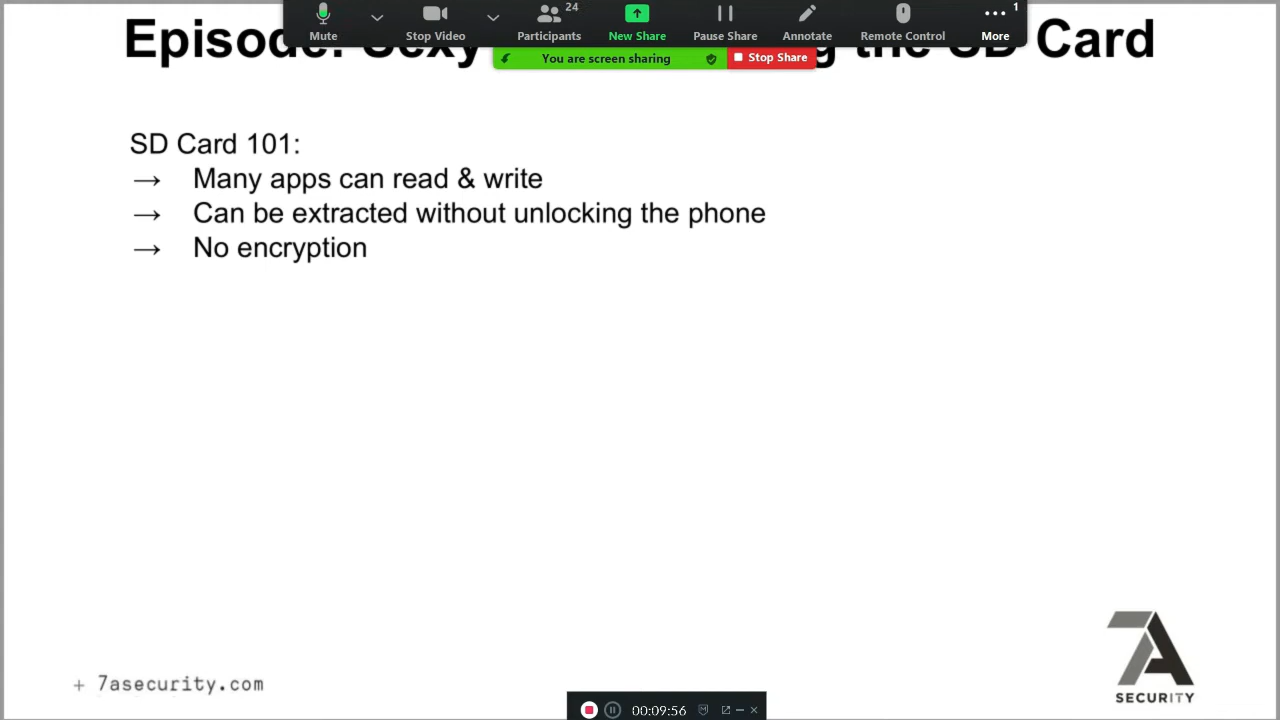 24
1
Mute
Stop Video
Participants
New Share
Pause Share
Annotate
Remote Control
More
You are screen sharing
Stop Share
Episode: Sexy the SD Card
SD Card 101:
→ Many apps can read & write
→ Can be extracted without unlocking the phone
→ No encryption
+ 7asecurity.com
7A
SECURITY
00:09:56